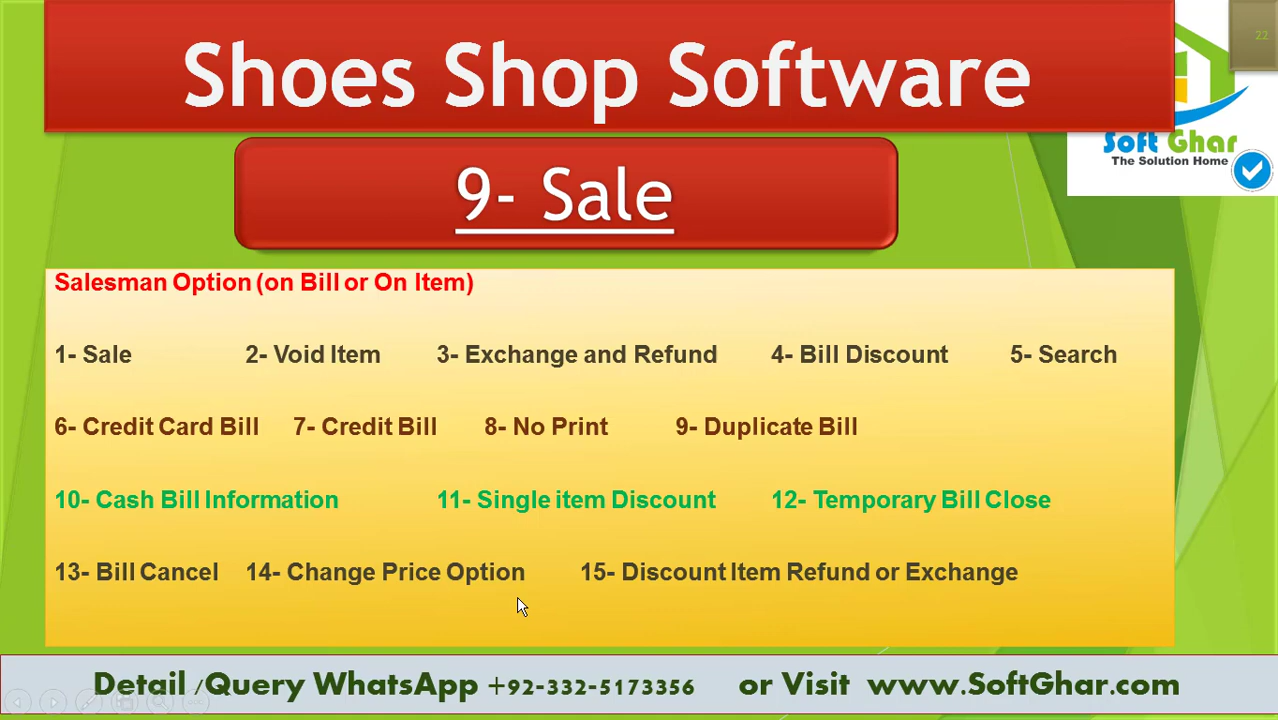 22
Shoes Shop Software
Soft Ghar
The Solution Home
9- Sale
Salesman Option (on Bill or On Item)
1- Sale 2- Void Item 3- Exchange and Refund 4- Bill Discount 5- Search
6- Credit Card Bill 7- Credit Bill 8- No Print 9- Duplicate Bill
10- Cash Bill Information 11- Single item Discount 12- Temporary Bill Close
13- Bill Cancel 14- Change Price Option 15- Discount Item Refund or Exchange
Detail /Query WhatsApp +92-332-5173356 or Visit www.SoftGhar.com